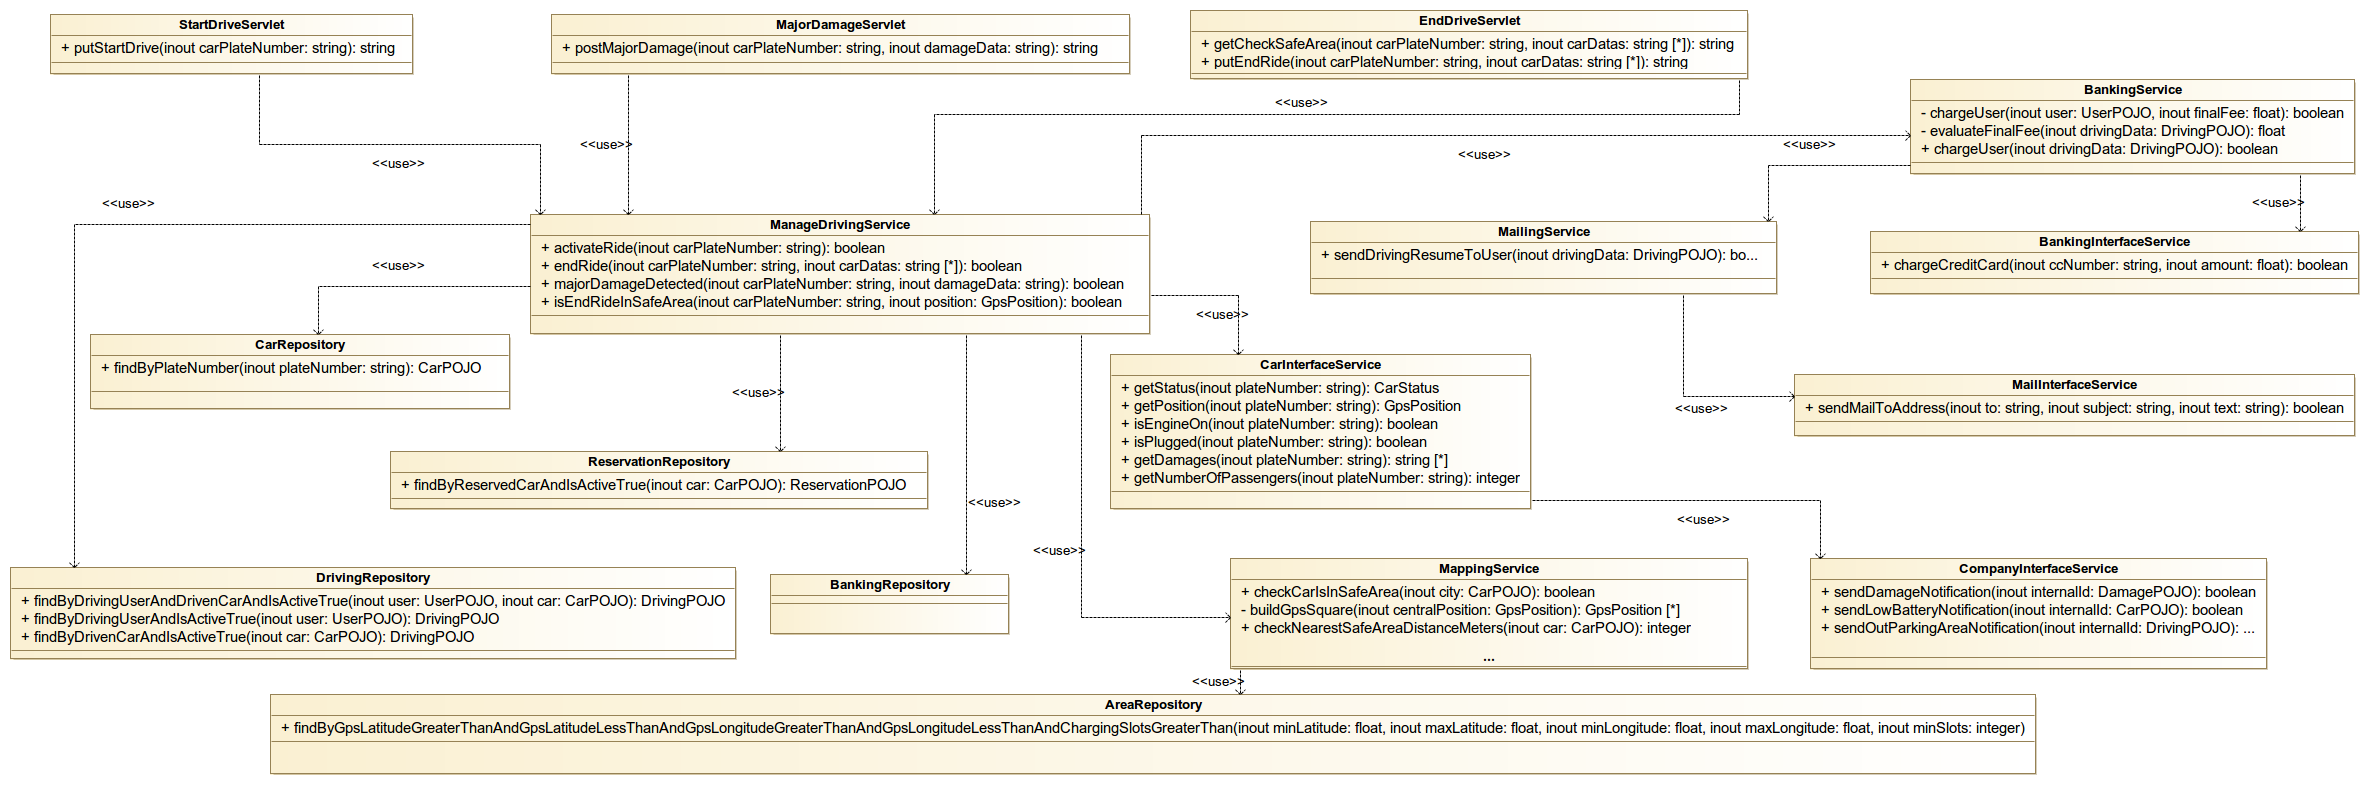 StartDriveServlet
+ putStartDrive(inout carPlateNumber: string): string
MajorDamageServlet
+ postMajorDamage(inout carPlateNumber: string, inout damageData: string): string
EndDriveServlet
+ getCheckSafeArea(inout carPlateNumber: string, inout carDatas: string [*]): string
+ putEndRide(inout carPlateNumber: string, inout carDatas: string [*]): string
BankingService
- chargeUser(inout user: UserPOJO, inout finalFee: float): boolean
- evaluateFinalFee(inout drivingData: DrivingPOJO): float
+ chargeUser(inout drivingData: DrivingPOJO): boolean
<<use>>
<<use>>
<<use>>
<<use>>
<<use>>
<<use>>
<<use>>
ManageDrivingService
+ activateRide(inout carPlateNumber: string): boolean
+ endRide(inout carPlateNumber: string, inout carDatas: string [*]): boolean
+ majorDamageDetected(inout carPlateNumber: string, inout damageData: string): boolean
+ isEndRideInSafeArea(inout carPlateNumber: string, inout position: GpsPosition): boolean
MailingService
+ sendDrivingResumeToUser(inout drivingData: DrivingPOJO): bo...
BankingInterfaceService
+ chargeCreditCard(inout ccNumber: string, inout amount: float): boolean
<<use>>
<<use>>
CarRepository
+ findByPlateNumber(inout plateNumber: string): CarPOJO
CarInterfaceService
+ getStatus(inout plateNumber: string): CarStatus
+ getPosition(inout plateNumber: string): GpsPosition
+ isEngineOn(inout plateNumber: string): boolean
+ isPlugged(inout plateNumber: string): boolean
+ getDamages(inout plateNumber: string): string [*]
+ getNumberOfPassengers(inout plateNumber: string): integer
MailInterfaceService
+ sendMailToAddress(inout to: string, inout subject: string, inout text: string): boolean
<<use>>
<<use>>
ReservationRepository
+ findByReservedCarAndIsActiveTrue(inout car: CarPOJO): ReservationPOJO
<<use>>
<<use>>
<<use>>
DrivingRepository
+ findByDrivingUserAndDrivenCarAndIsActiveTrue(inout user: UserPOJO, inout car: CarPOJO): DrivingPOJO
+ findByDrivingUserAndIsActiveTrue(inout user: UserPOJO): DrivingPOJO
+ findByDrivenCarAndIsActiveTrue(inout car: CarPOJO): DrivingPOJO
BankingRepository
MappingService
+ checkCarIsInSafeArea(inout city: CarPOJO): boolean
- buildGpsSquare(inout centralPosition: GpsPosition): GpsPosition [*]
+ checkNearestSafeAreaDistanceMeters(inout car: CarPOJO): integer
...
CompanyInterfaceService
+ sendDamageNotification(inout internalId: DamagePOJO): boolean
+ sendLowBatteryNotification(inout internalId: CarPOJO): boolean
+ sendOutParkingAreaNotification(inout internalId: DrivingPOJO): ...
<<use>>
AreaRepository
+ findByGpsLatitudeGreaterThanAndGpsLatitudeLessThanAndGpsLongitudeGreaterThanAndGpsLongitudeLessThanAndChargingSlotsGreaterThan(inout minLatitude: float, inout maxLatitude: float, inout minLongitude: float, inout maxLongitude: float, inout minSlots: integer)